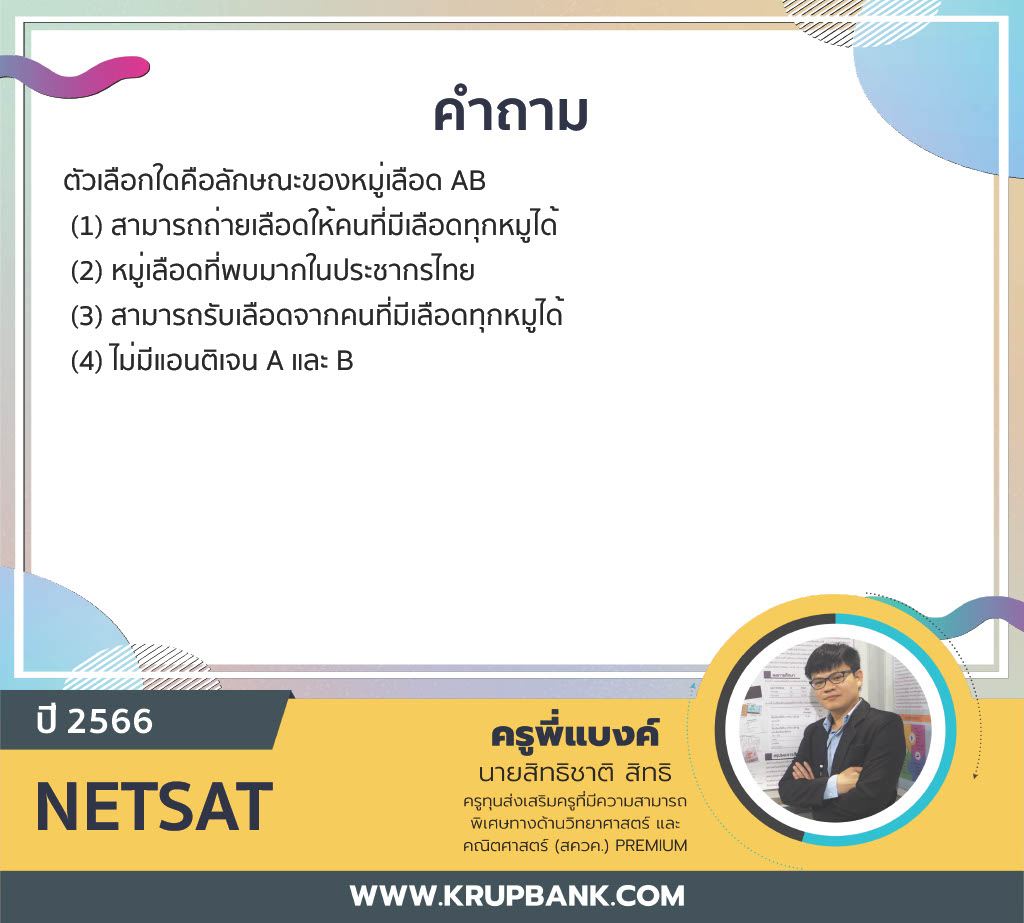 คำถาม
ตัวเลือกใดคือลักษณะของหมู่เลือด AB
(1) สามารถถ่ายเลือดให้คนที่มีเลือดทุกหมูได้
(2) หมู่เลือดที่พบมากในประชากรไทย
(3) สามารถรับเลือดจากคนที่มีเลือดทุกหมูได้
(4) ไม่มีแอนติเจน A และ B
ปี 2566
NETSAT
ครูพี่แบงค์
นายสิทธิชาติ สิทธิ
ครูทุนส่งเสริมครูที่มีความสามารถ
พิเศษทางด้านวิทยาศาสตร์ และ
คณิตศาสตร์ (สควค.) PREMIUM
WWW.KRUPBANK.COM